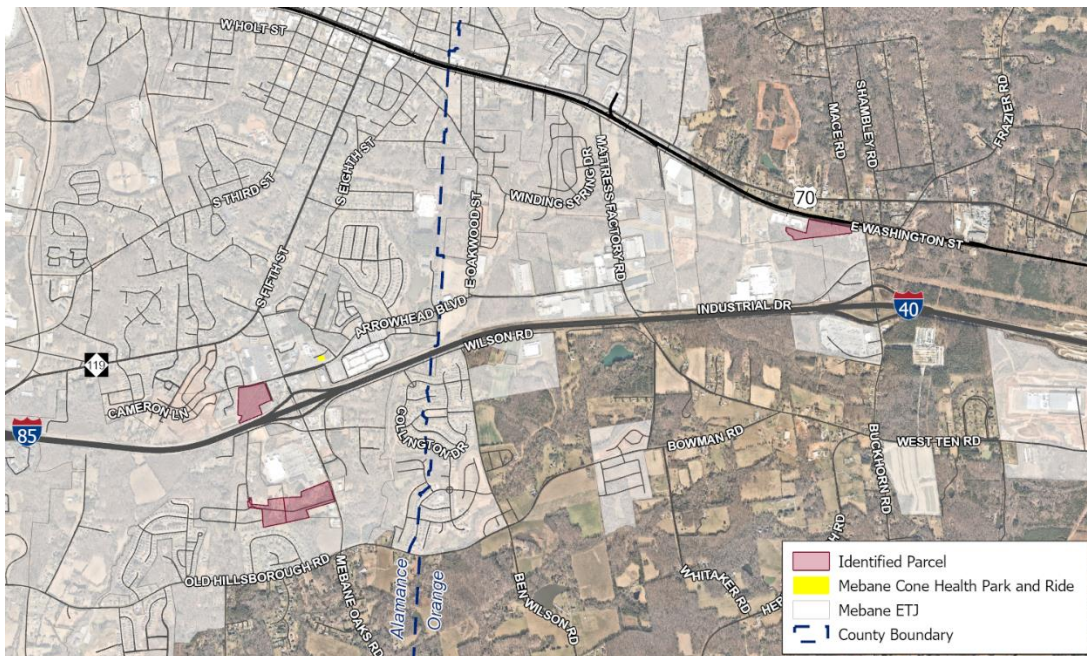 W HOLT ST
S THIRD ST
S EIGHTH ST
S FIFTH ST
E OAKWOOD ST
WINDING SPRING DR
MATTRESS FACTORY RD
MACE RD
SHAMBLEY RD
FRAZIER RD
70
E WASHINGTON ST
ARROWHEAD BLVD
WILSON RD
INDUSTRIAL DR
40
119
CAMERON LN
85
COLLINGTON DR
BOWMAN RD
BUCKHORN RD
WEST TEN RD
OLD HILLSBOROUGH RD
MEBANE OAKS RD
Alamance
Orange
BEN WILSON RD
WHITAKER RD
Identified Parcel
Mebane Cone Health Park and Ride
Mebane ETJ
County Boundary